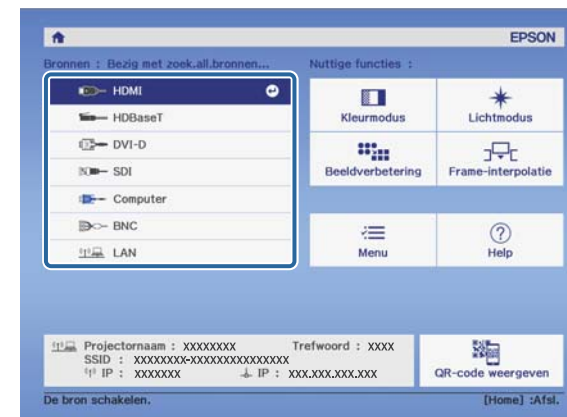 EPSON
Bronnen : Bezig met zoek.all.bronnen...
Nuttige functies :
HDMI
HDBaseT
DVI-D
SDI
Computer
BNC
LAN
Kleurmodus
Lichtmodus
Beeldverbetering
Frame-interpolatie
Menu
Help
Projectornaam : XXXXXXXX Trefwoord : XXXX
SSID : XXXXXXXX-XXXXXXXXXXXXXX
IP : XXXXXXX IP : XXX.XXX.XXX.XXX
QR-code weergeven
De bron schakelen.
[Home] :Afsl.